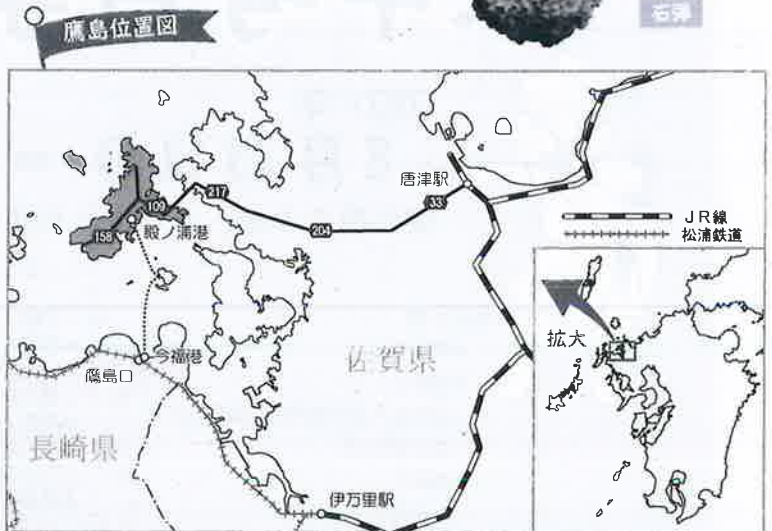 鷹島位置図
石弾
唐津駅
217
109
33
殿ノ浦港
158
204
JR線
松浦鉄道
拡大
今福港
鷹島口
佐賀県
長崎県
伊万里駅